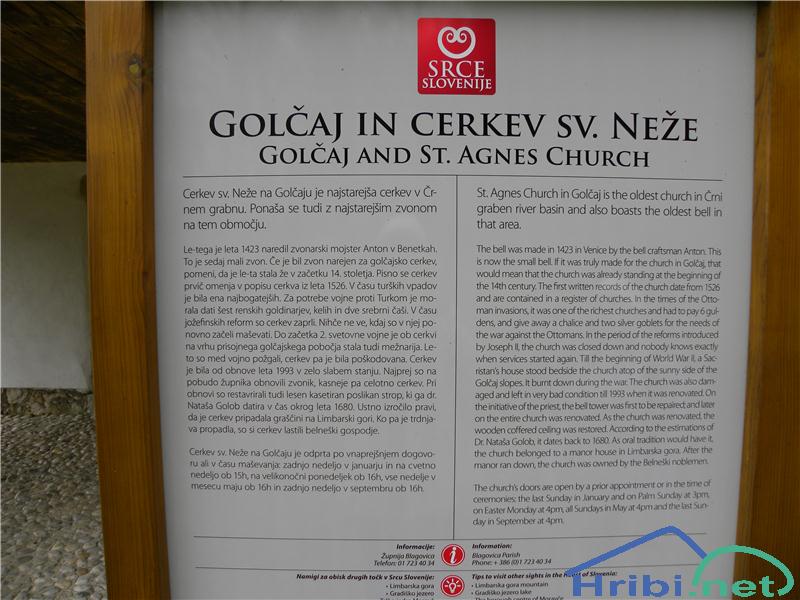 SRCE
SLOVENIJE
GOLČAJ IN CERKEV SV. NEŽE
GOLČAJ AND ST. AGNES CHURCH
Cerkev sv. Neže na Golčaju je najstarejša cerkev v Čr-
nem grabnu. Ponaša se tudi z najstarejšim zvonom
na tem območju.
Le-tega je leta 1423 naredil zvonarski mojster Anton v Benetkah.
To je sedaj mali zvon. Če je bil zvon narejen za golčajsko cerkev,
pomeni, da je le-ta stala že v začetku 14. stoletja. Pisno se cerkev
prvič omenja v popisu cerkva iz leta 1526. V času turških vpadov
je bila ena najbogatejših. Za potrebe vojne proti Turkom je mo-
rala dati šest renskih goldinarjev, kelih in dve srebrni čaši. V času
jožefinskih reform so cerkev zaprli. Nihče ne ve, kdaj so v njej po-
novno začeli maševati. Do začetka 2. svetovne vojne je ob cerkvi
na vrhu prisojnega golčajskega pobočja stala tudi mežnarija. Le-
to so med vojno požgali, cerkev pa je bila poškodovana. Cerkev
je bila do obnove leta 1993 v zelo slabem stanju. Najprej so na
pobudo župnika obnovili zvonik, kasneje pa celotno cerkev. Pri
obnovi so restavrirali tudi lesen kasetiran poslikan strop, ki ga dr.
Nataša Golob datira v čas okrog leta 1680. Ustno izročilo pravi,
da je cerkev pripadala graščini na Limbarski gori. Ko pa je trdnja-
va propadla, so si cerkev lastili belneški gospodje.
Cerkev sv. Neže na Golčaju je odprta po vnaprejšnjem dogovo-
ru ali v času maševanja: zadnjo nedeljo v januarju in na cvetno
nedeljo ob 15h, na velikonočni ponedeljek ob 16h, vse nedelje v
mesecu maju ob 16h in zadnjo nedeljo v septembru ob 16h.
St. Agnes Church in Golčaj is the oldest church in Črni
graben river basin and also boasts the oldest bell in
that area.
The bell was made in 1423 in Venice by the bell craftsman Anton. This
is now the small bell. If it was truly made for the church in Golčaj, that
would mean that the church was already standing at the beginning of
the 14th century. The first written records of the church date from 1526
and are contained in a register of churches. In the times of the Otto-
man invasions, it was one of the richest churches and had to pay 6 gul-
dens, and give away a chalice and two silver goblets for the needs of
the war against the Ottomans. In the period of the reforms introduced
by Joseph II, the church was closed down and nobody knows exactly
when services started again. Till the beginning of World War II, a Sac-
ristan's house stood bedside the church atop of the sunny side of the
Golčaj slopes. It burnt down during the war. The church was also dam-
aged and left in very bad condition till 1993 when it was renovated. On
the initiative of the priest, the bell tower was first to be repaired; and later
on the entire church was renovated. As the church was renovated, the
wooden coffered ceiling was restored. According to the estimations of
Dr. Nataša Golob, it dates back to 1680. As oral tradition would have it,
the church belonged to a manor house in Limbarska gora. After the
manor ran down, the church was owned by the Belneški noblemen.
The church's doors are open by a prior appointment or in the time of
ceremonies: the last Sunday in January and on Palm Sunday at 3pm,
on Easter Monday at 4pm, all Sundays in May at 4pm and the last Sun-
day in September at 4pm.
Informacije:
Župnija Blagovica
Telefon: 01 723 40 34
Information:
Blagovica Parish
Phone: + 386 (0)1 723 40 34
Namigi za obisk drugih točk v Srcu Slovenije:
• Limbarska gora
• Gradiško jezero
Tips to visit other sights in the Heart of Slovenia:
• Limbarska gora mountain
• Gradiško jezero lake
Hribi.net